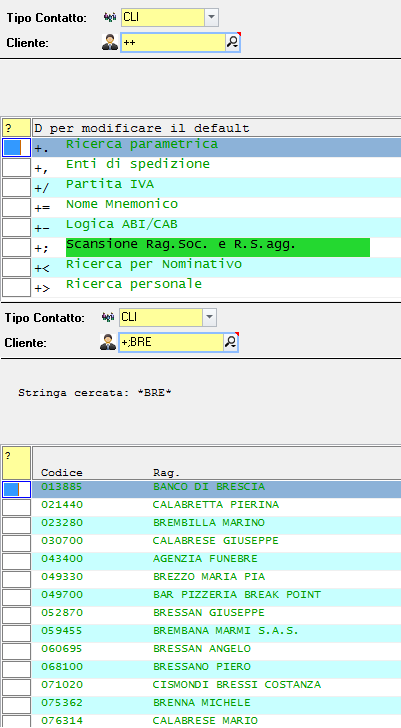 Tipo Contatto: CLI
Cliente: ++
? D per modificare il default
+. Ricerca parametrica
+, Enti di spedizione
+/ Partita IVA
+= Nome Mnemonico
+- Logica ABI/CAB
+; Scansione Rag.Soc. e R.S.agg.
+< Ricerca per Nominativo
+> Ricerca personale
Tipo Contatto: CLI
Cliente: +;BRE
Stringa cercata: *BRE*
?
Codice Rag.
013885 BANCO DI BRESCIA
021440 CALABRETTA PIERINA
023280 BREMBILLA MARINO
030700 CALABRESE GIUSEPPE
043400 AGENZIA FUNEBRE
049330 BREZZO MARIA PIA
049700 BAR PIZZERIA BREAK POINT
052870 BRESSAN GIUSEPPE
059455 BREMBANA MARMI S.A.S.
060695 BRESSAN ANGELO
068100 BRESSANO PIERO
071020 CISMONDI BRESSI COSTANZA
075362 BRENNA MICHELE
076314 CALABRESE MARIO